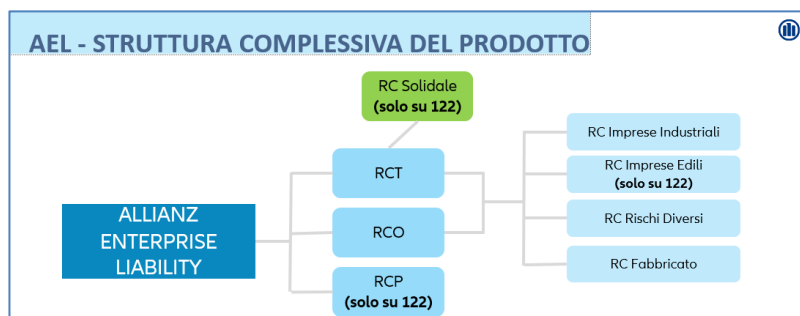 AEL - STRUTTURA COMPLESSIVA DEL PRODOTTO
RC Solidale
(solo su 122)
RCT
RCO
RCP
(solo su 122)
ALLIANZ
ENTERPRISE
LIABILITY
RC Imprese Industriali
RC Imprese Edili
(solo su 122)
RC Rischi Diversi
RC Fabbricato